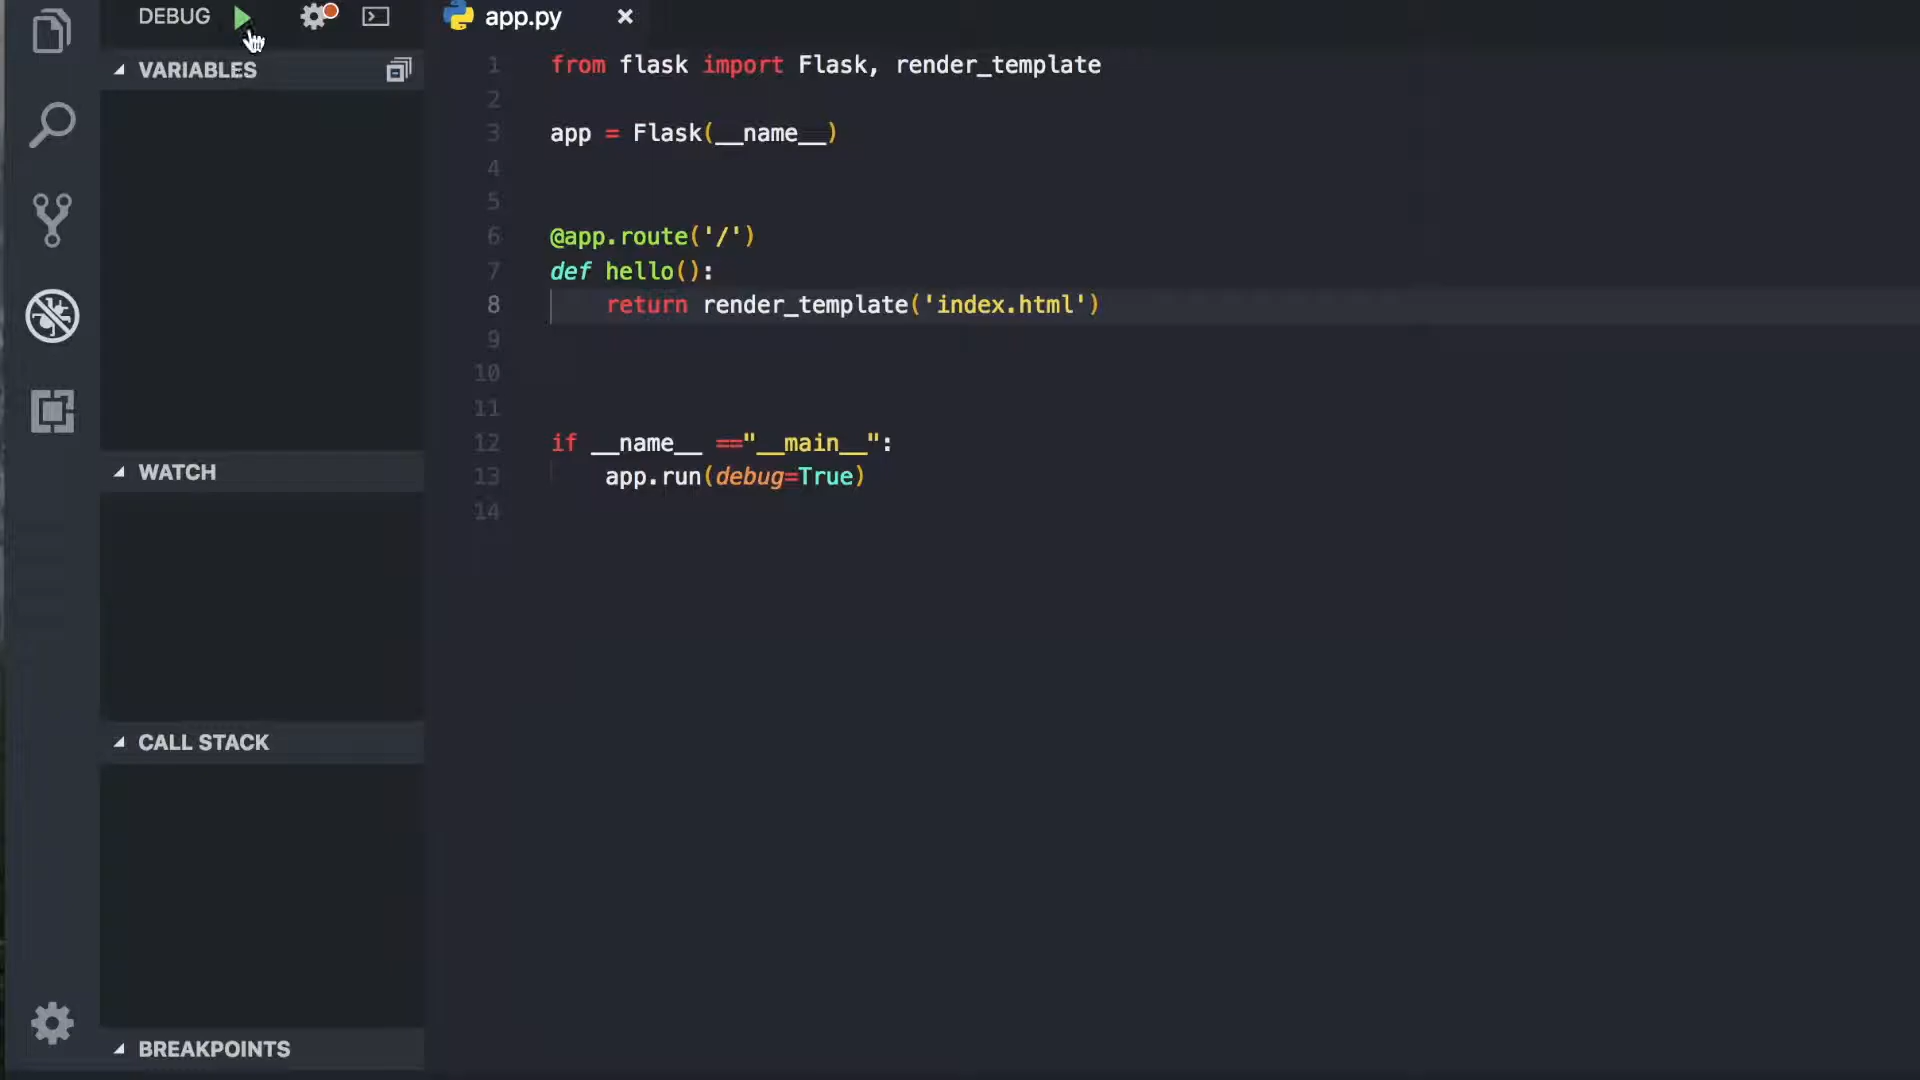 DEBUG
app.py
VARIABLES
1 from flask import Flask, render_template
2
3 app = Flask(__name__)
4
5
6 @app.route('/')
7 def hello():
8 return render_template('index.html')
9
10
11
12 if __name__ =="__main__":
13 app.run(debug=True)
14
WATCH
CALL STACK
BREAKPOINTS